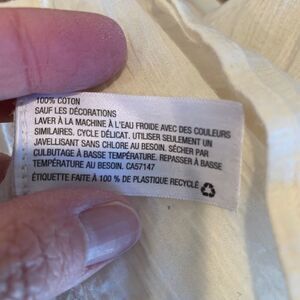 100% COTON
SAUF LES DÉCORATIONS
LAVER À LA MACHINE À L'EAU FROIDE AVEC DES COULEURS
SIMILAIRES. CYCLE DÉLICAT. UTILISER SEULEMENT UN
JAVELLISANT SANS CHLORE AU BESOIN. SÉCHER PAR
CULBUTAGE À BASSE TEMPÉRATURE. REPASSER À BASSE
TEMPÉRATURE AU BESOIN. CA57147
ÉTIQUETTE FAITE À 100 % DE PLASTIQUE RECYCLÉ